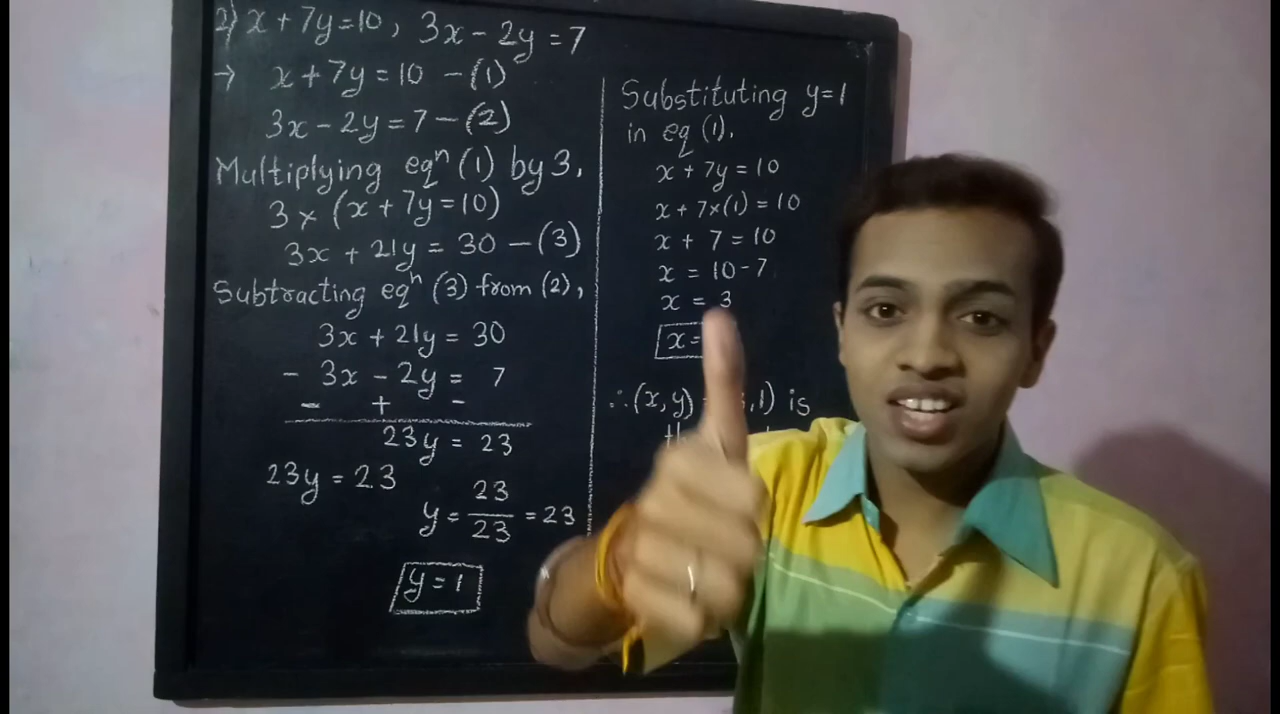 2) x + 7y = 10, 3x - 2y = 7
→ x + 7y = 10 - (1)
3x - 2y = 7 - (2)
Multiplying eqⁿ (1) by 3,
3 × (x + 7y = 10)
3x + 21y = 30 - (3)
Subtracting eqⁿ (3) from (2),
3x + 21y = 30
- 3x - 2y = 7
- + -
23y = 23
23y = 23
y = 23/23 = 23
y = 1
Substituting y = 1
in eq (1),
x + 7y = 10
x + 7×(1) = 10
x + 7 = 10
x = 10 - 7
x = 3
x =
∴ (x, y) , 1) is